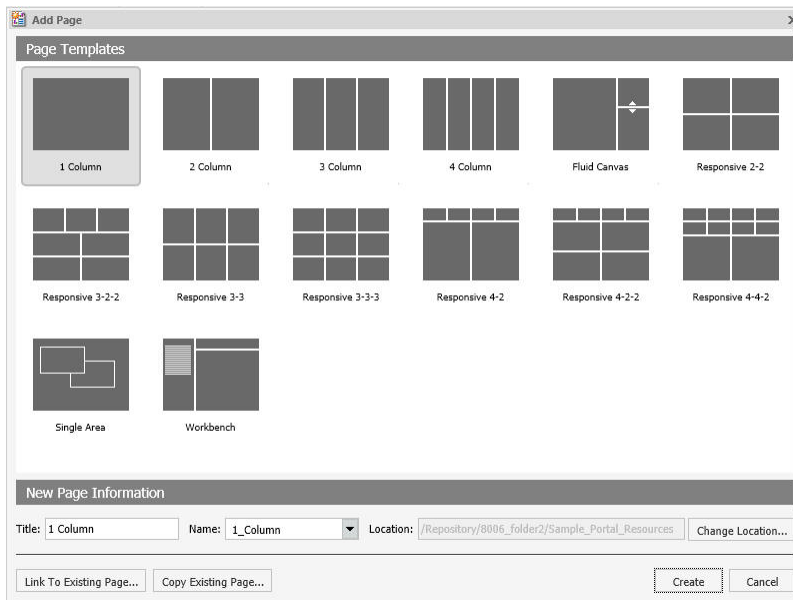 Add Page
Page Templates
1 Column
2 Column
3 Column
4 Column
Fluid Canvas
Responsive 2-2
Responsive 3-2-2
Responsive 3-3
Responsive 3-3-3
Responsive 4-2
Responsive 4-2-2
Responsive 4-4-2
Single Area
Workbench
New Page Information
Title: 1 Column Name: 1_Column Location: /Repository/8006_folder2/Sample_Portal_Resources Change Location...
Link To Existing Page... Copy Existing Page... Create Cancel